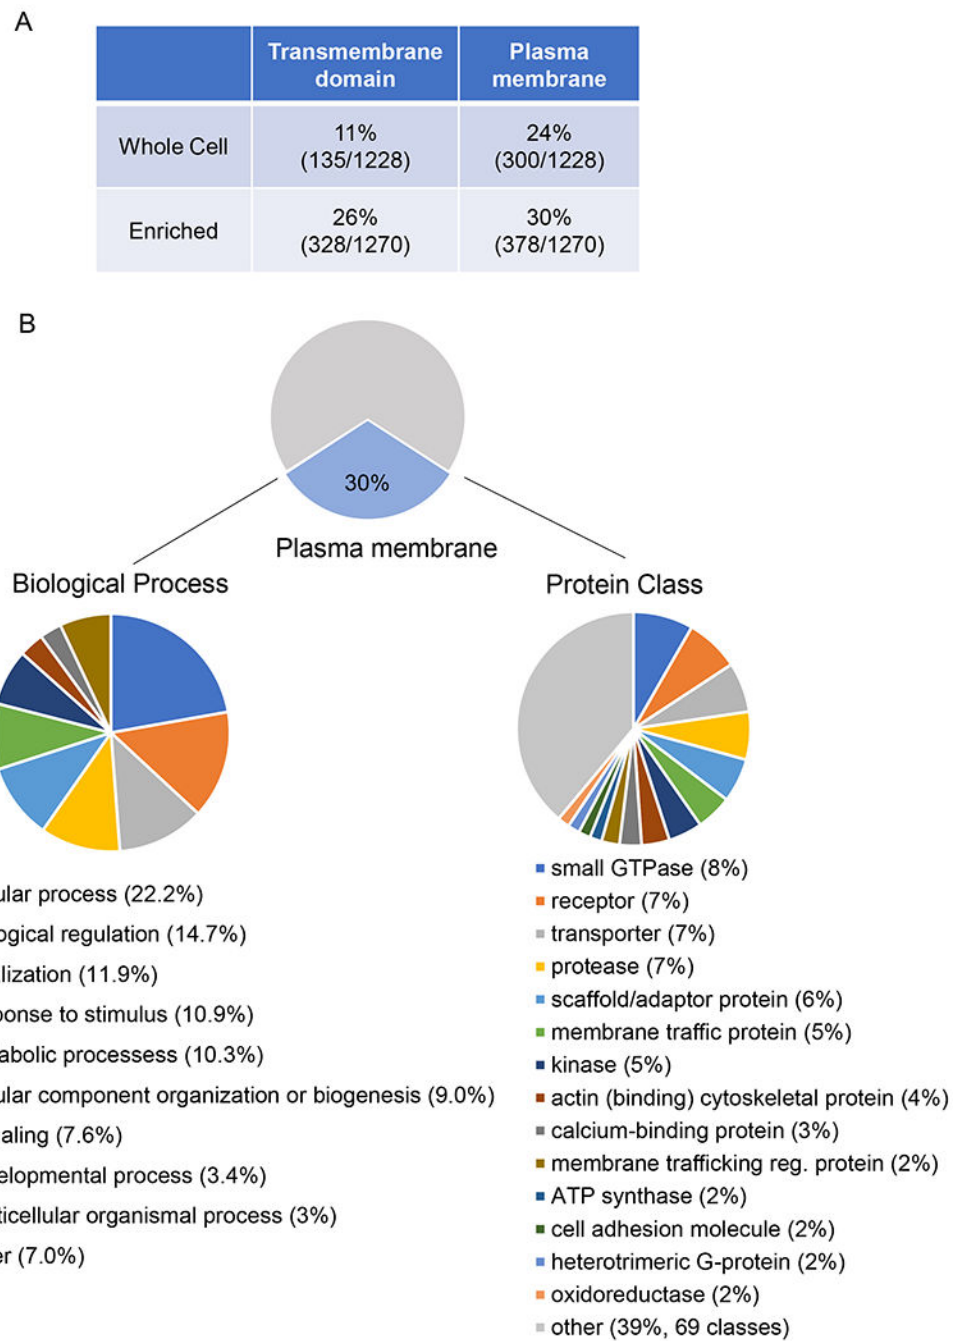 A
Transmembrane domain
Plasma membrane
Whole Cell
11%
(135/1228)
24%
(300/1228)
Enriched
26%
(328/1270)
30%
(378/1270)
B
30%
Plasma membrane
Biological Process
ular process (22.2%)
ogical regulation (14.7%)
lization (11.9%)
ponse to stimulus (10.9%)
abolic processess (10.3%)
ular component organization or biogenesis (9.0%)
aling (7.6%)
elopmental process (3.4%)
ticellular organismal process (3%)
er (7.0%)
Protein Class
small GTPase (8%)
receptor (7%)
transporter (7%)
protease (7%)
scaffold/adaptor protein (6%)
membrane traffic protein (5%)
kinase (5%)
actin (binding) cytoskeletal protein (4%)
calcium-binding protein (3%)
membrane trafficking reg. protein (2%)
ATP synthase (2%)
cell adhesion molecule (2%)
heterotrimeric G-protein (2%)
oxidoreductase (2%)
other (39%, 69 classes)